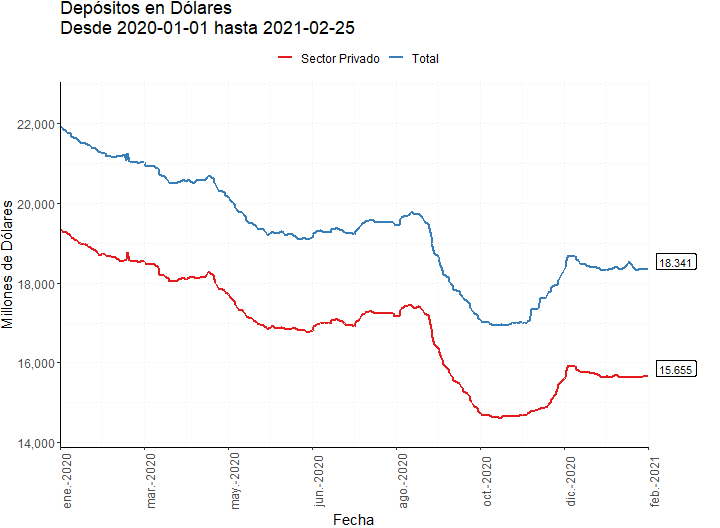 Depósitos en Dólares
Desde 2020-01-01 hasta 2021-02-25
Sector Privado
Total
Millones de Dólares
22,000
20,000
18,000
16,000
14,000
18.341
15.655
ene.-2020
mar.-2020
may.-2020
jun.-2020
ago.-2020
oct.-2020
dic.-2020
feb.-2021
Fecha